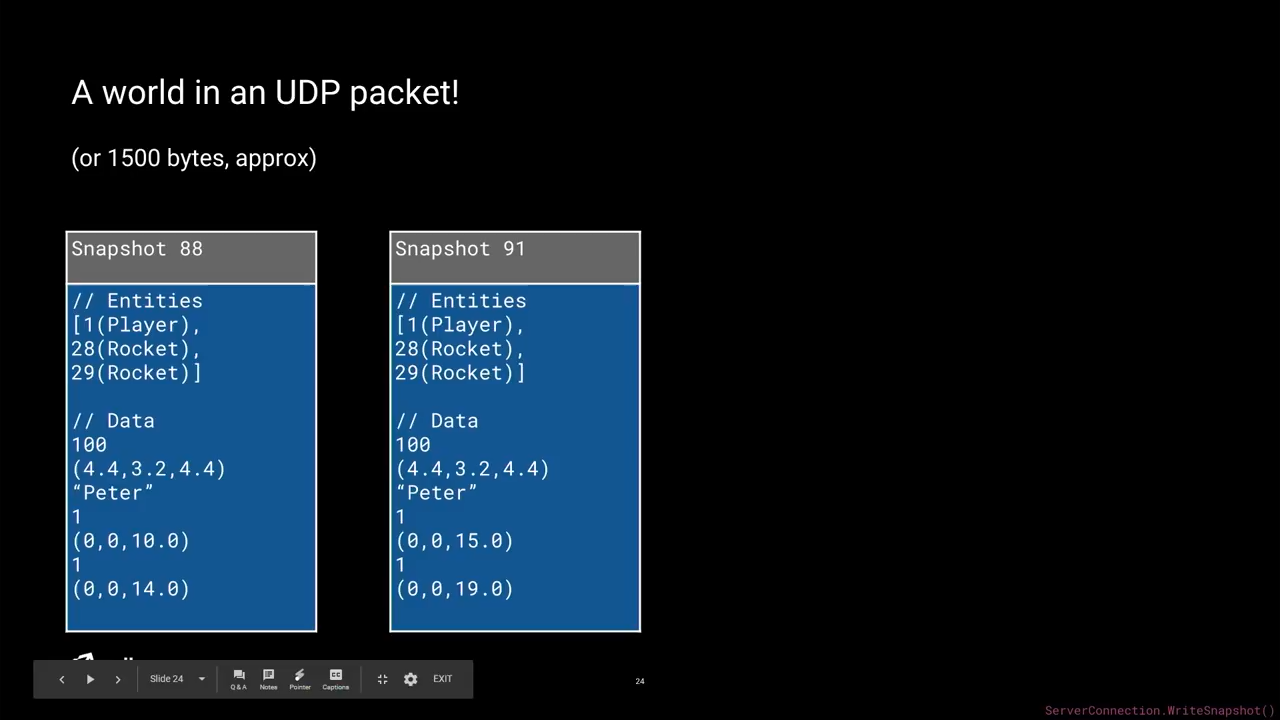 A world in an UDP packet!
(or 1500 bytes, approx)
Snapshot 88
// Entities
[1(Player),
28(Rocket),
29(Rocket)]
// Data
100
(4.4,3.2,4.4)
“Peter”
1
(0,0,10.0)
1
(0,0,14.0)
Snapshot 91
// Entities
[1(Player),
28(Rocket),
29(Rocket)]
// Data
100
(4.4,3.2,4.4)
“Peter”
1
(0,0,15.0)
1
(0,0,19.0)
Slide 24
Q & A
Notes
Pointer
CC
Captions
EXIT
24
ServerConnection.WriteSnapshot()